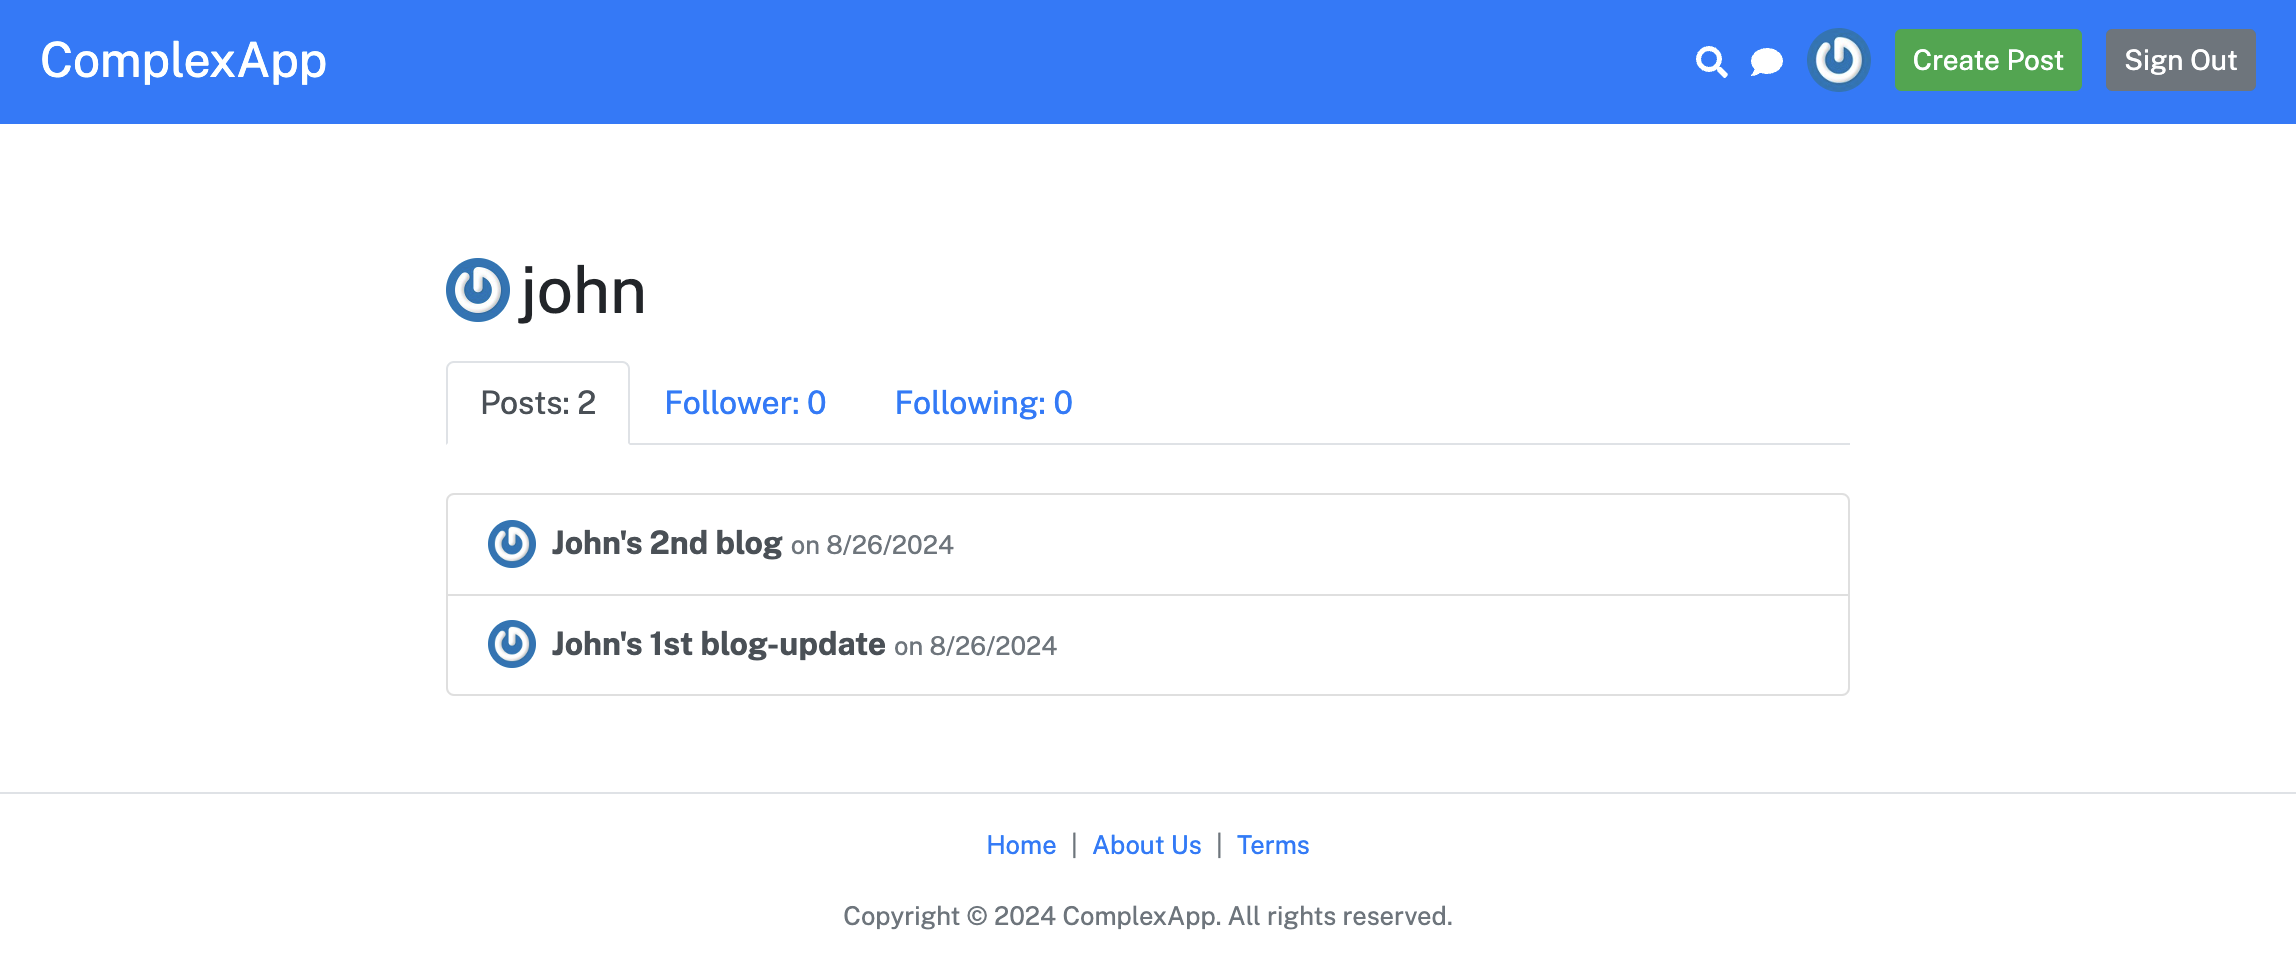 ComplexApp Create Post Sign Out
john
Posts: 2 Follower: 0 Following: 0
John's 2nd blog on 8/26/2024
John's 1st blog-update on 8/26/2024
Home | About Us | Terms
Copyright © 2024 ComplexApp. All rights reserved.